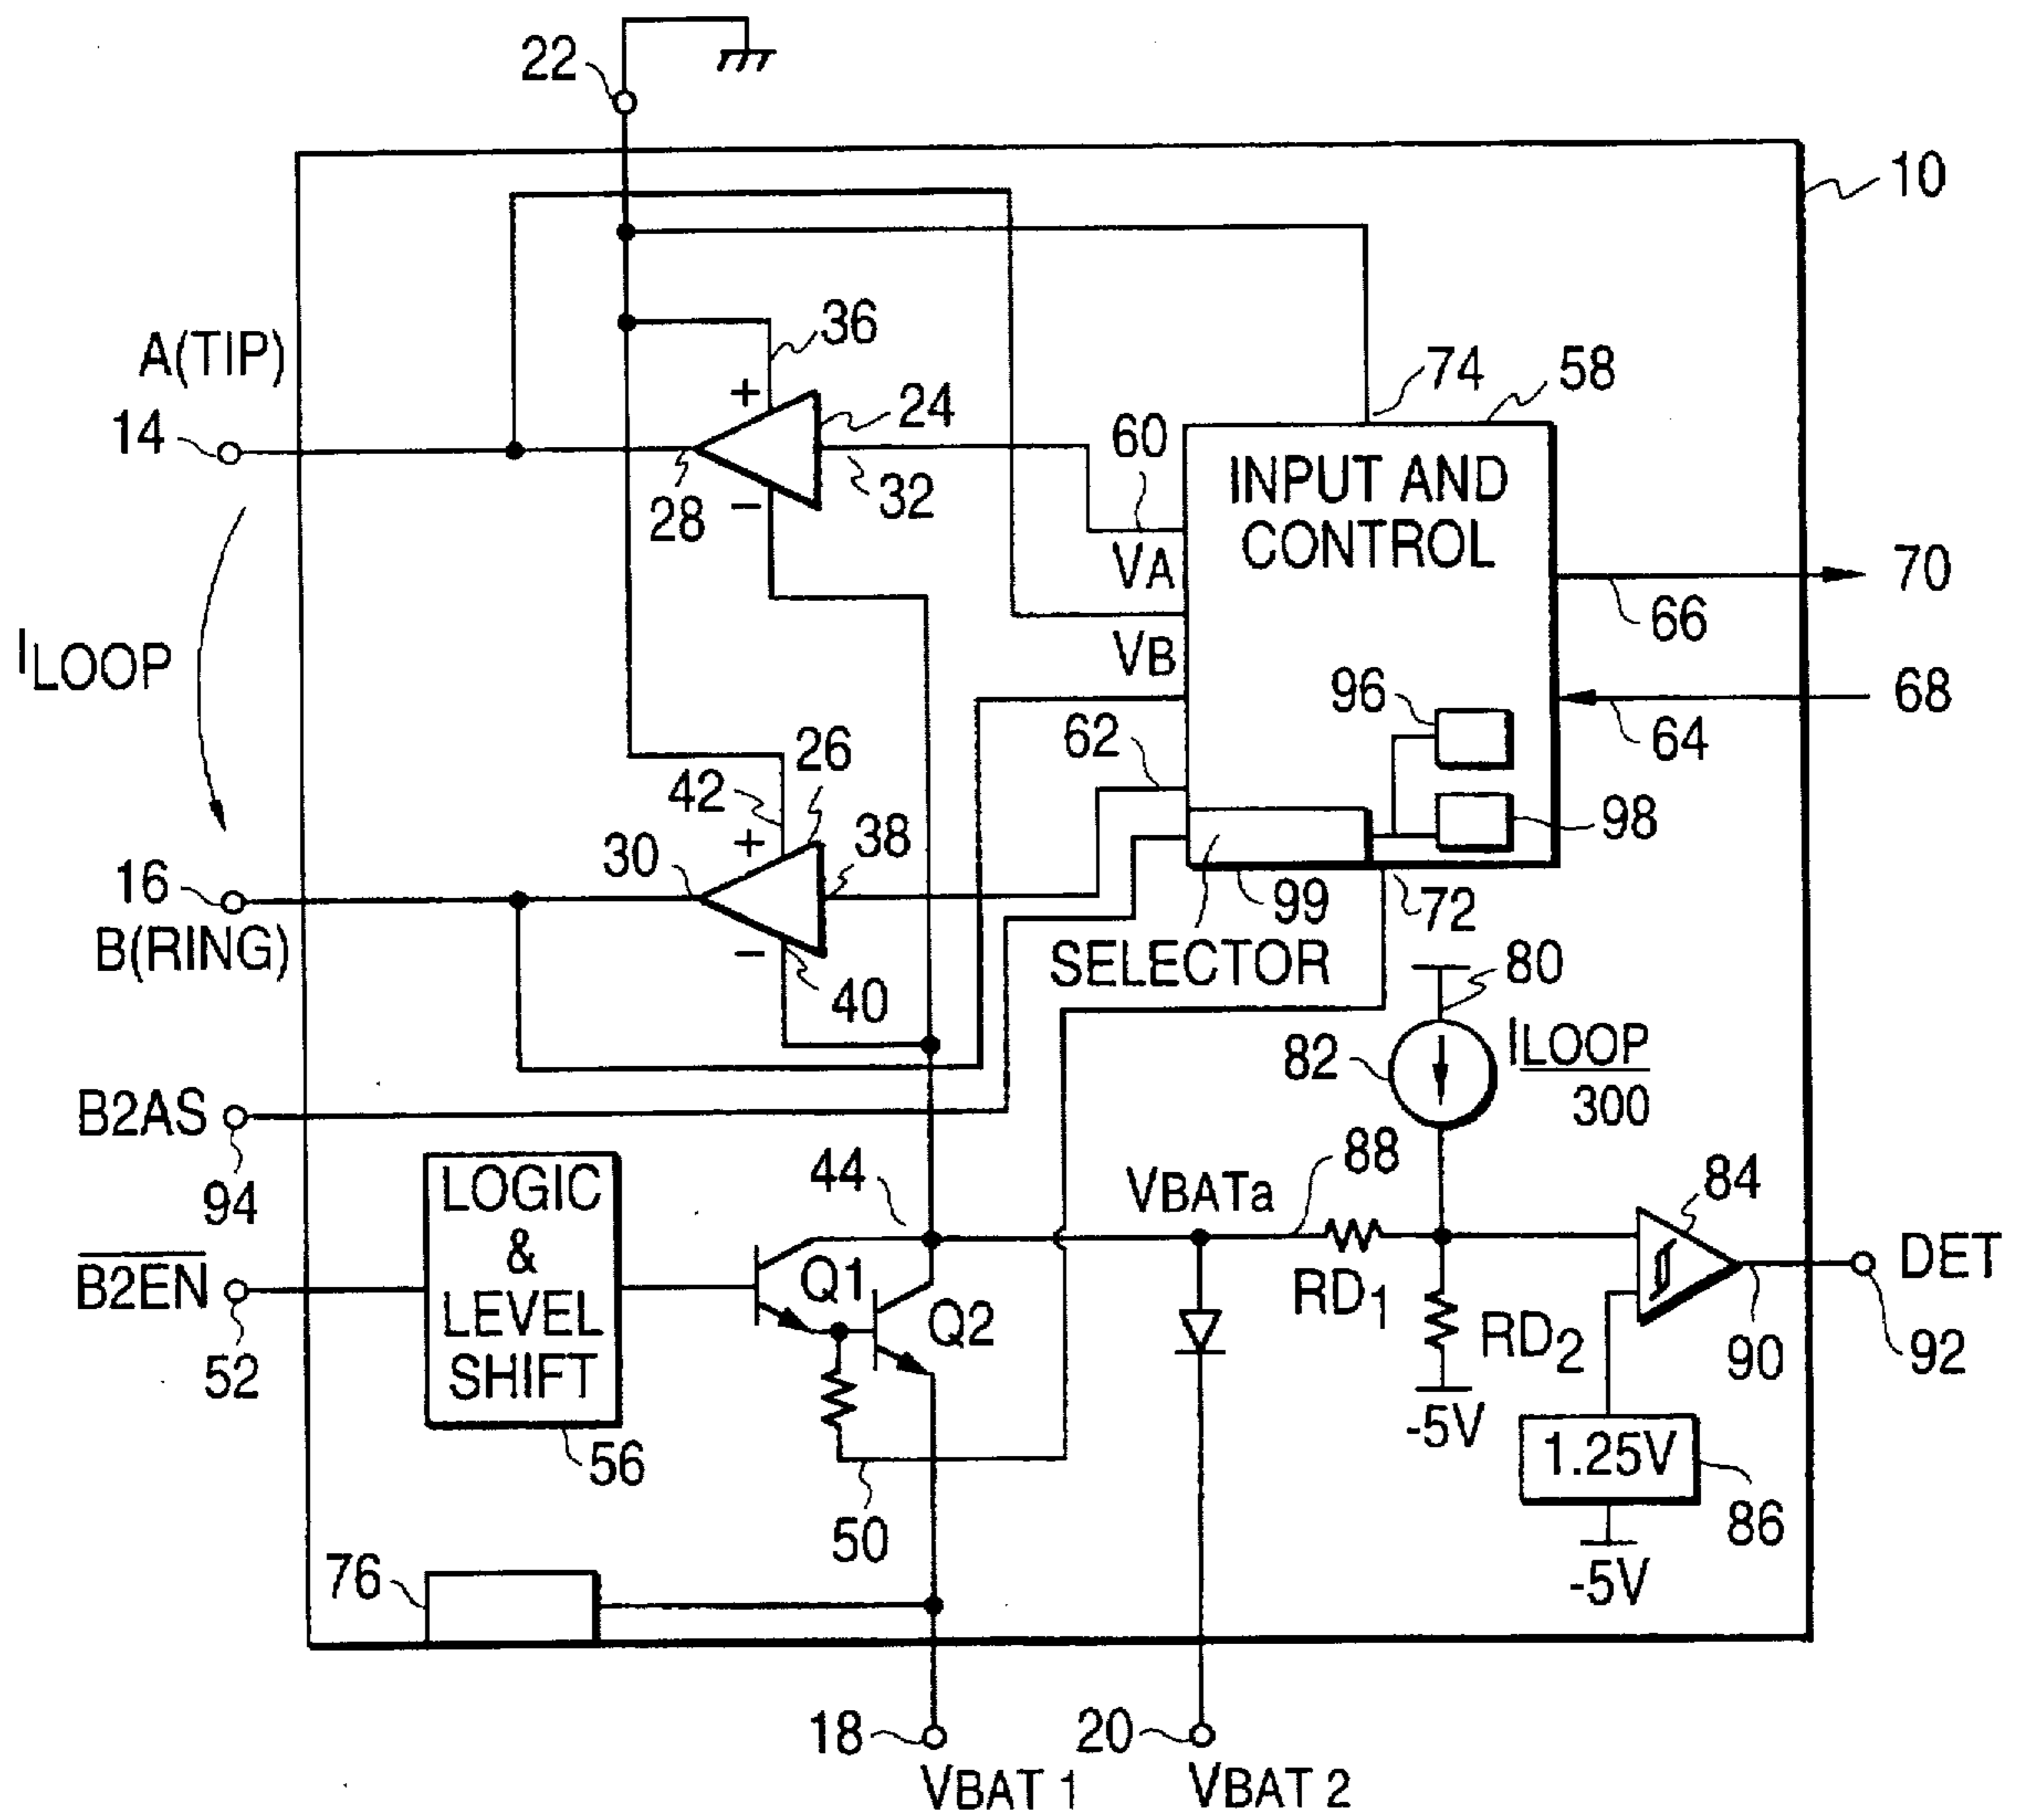 22
10
A(TIP)
14
36
+
24
28
32
−
74
58
60
INPUT AND
CONTROL
VA
VB
70
66
68
64
96
98
ILOOP
62
42
26
+
38
30
−
40
16
B(RING)
99
72
SELECTOR
80
82
ILOOP
300
B2AS
94
B2EN
52
LOGIC
&
LEVEL
SHIFT
56
44
Q1
Q2
50
VBATa
88
RD1
RD2
-5V
84
90
DET
92
1.25V
86
-5V
76
18
VBAT 1
20
VBAT 2